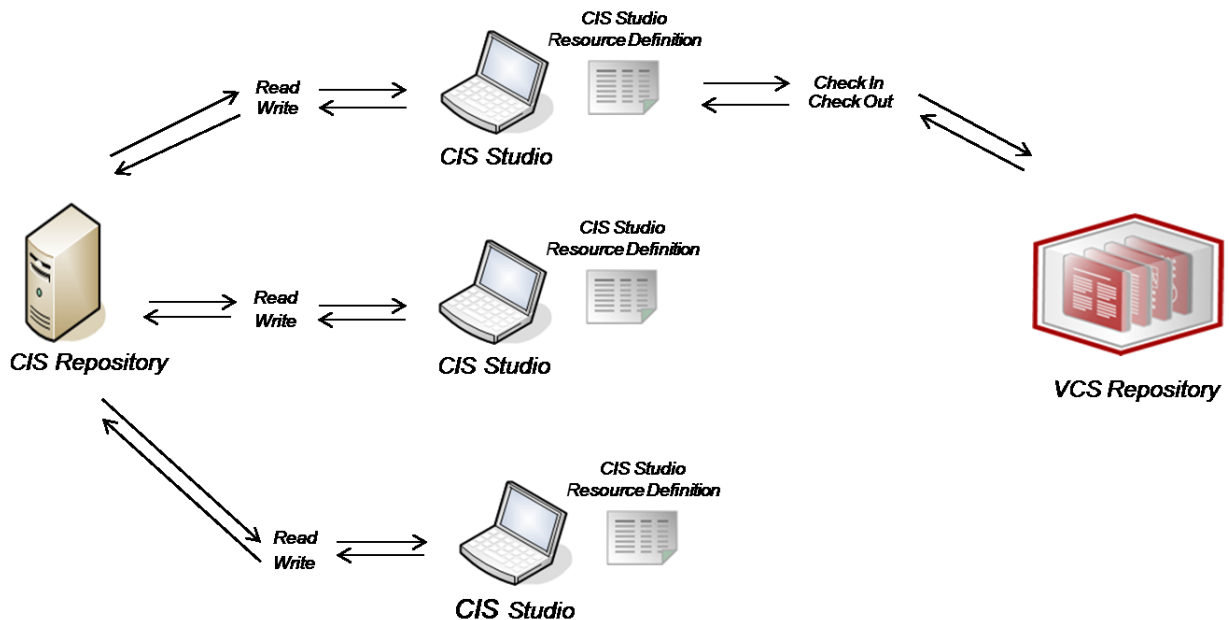 CIS Studio
Resource Definition
Read
Write
Check In
Check Out
CIS Studio
CIS Studio
Resource Definition
Read
Write
CIS Studio
CIS Repository
VCS Repository
CIS Studio
Resource Definition
Read
Write
CIS Studio